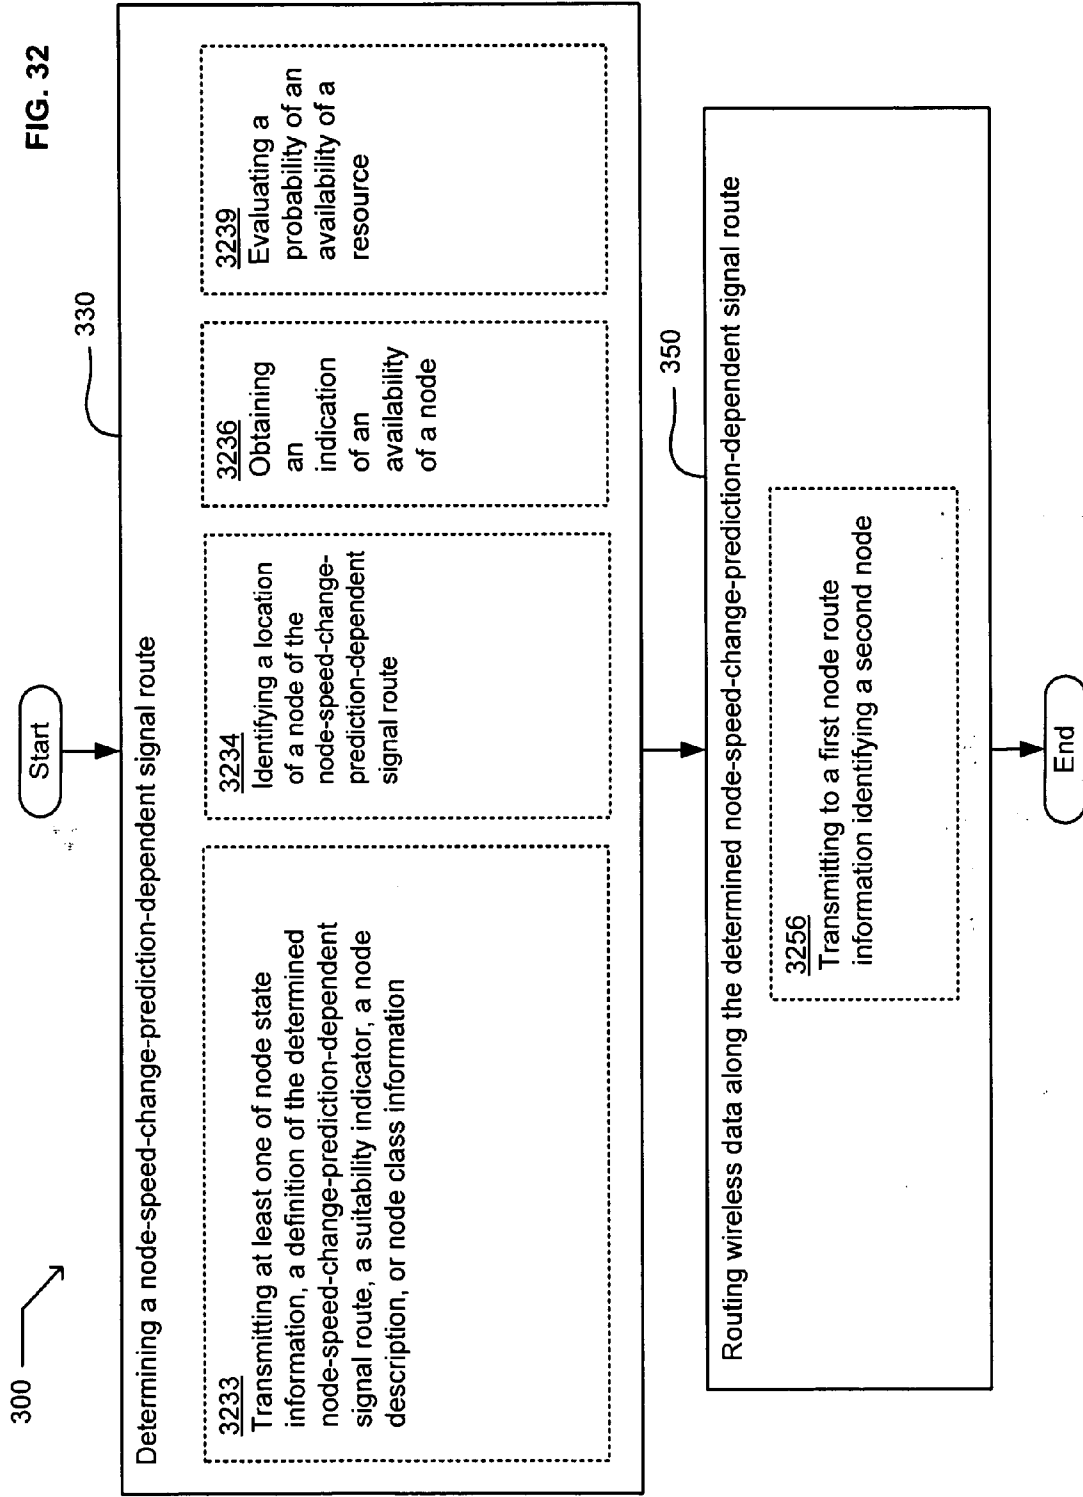 FIG. 32
300
Start
330
Determining a node-speed-change-prediction-dependent signal route
3233
Transmitting at least one of node state
information, a definition of the determined
node-speed-change-prediction-dependent
signal route, a suitability indicator, a node
description, or node class information
3234
Identifying a location
of a node of the
node-speed-change-
prediction-dependent
signal route
3236
Obtaining
an
indication
of an
availability
of a node
3239
Evaluating a
probability of an
availability of a
resource
350
Routing wireless data along the determined node-speed-change-prediction-dependent signal route
3256
Transmitting to a first node route
information identifying a second node
End